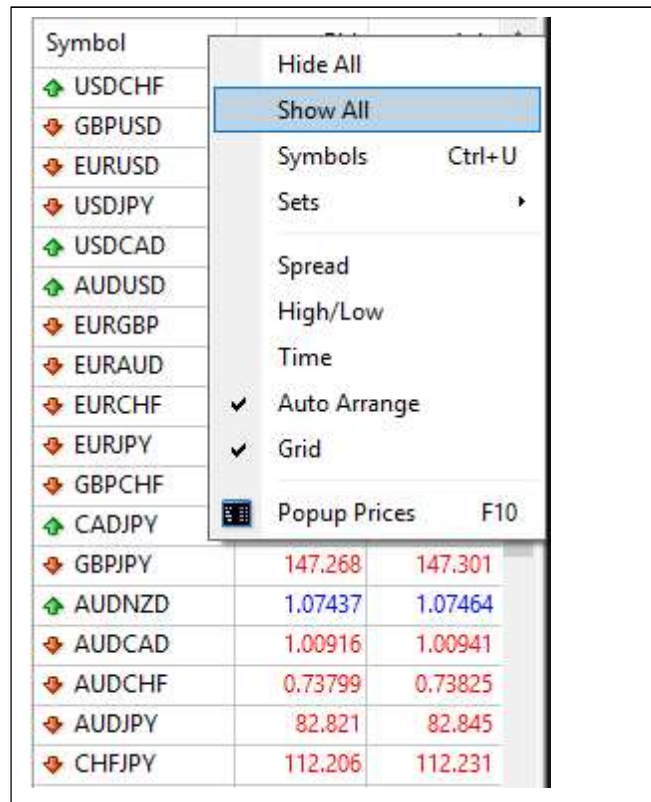 Symbol
USDCHF
GBPUSD
EURUSD
USDJPY
USDCAD
AUDUSD
EURGBP
EURAUD
EURCHF
EURJPY
GBPCHF
CADJPY
GBPJPY 147.268 147.301
AUDNZD 1.07437 1.07464
AUDCAD 1.00916 1.00941
AUDCHF 0.73799 0.73825
AUDJPY 82.821 82.845
CHFJPY 112.206 112.231
Hide All
Show All
Symbols Ctrl+U
Sets
Spread
High/Low
Time
Auto Arrange
Grid
Popup Prices F10